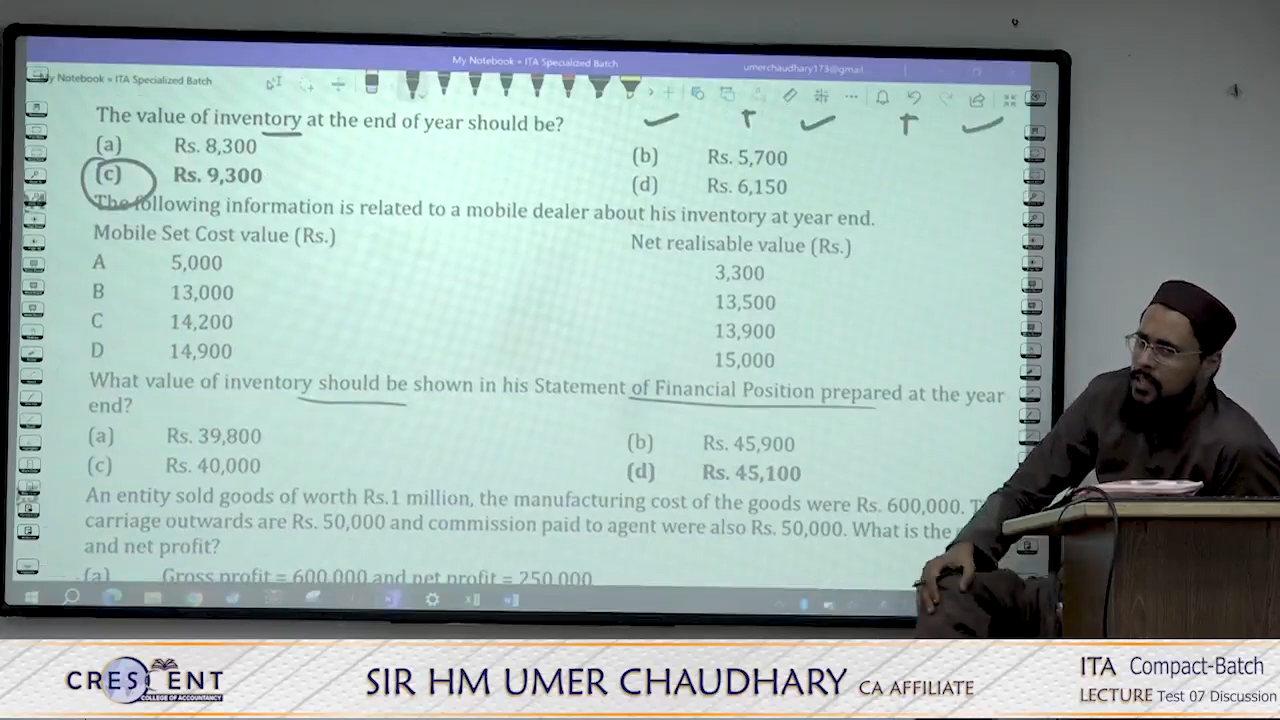 My Notebook » ITA Specialized Batch
umerchaudhary173@gmail
y Notebook » ITA Specialized Batch
The value of inventory at the end of year should be?
(a) Rs. 8,300
(b) Rs. 5,700
(c) Rs. 9,300
(d) Rs. 6,150
The following information is related to a mobile dealer about his inventory at year end.
Mobile Set Cost value (Rs.) Net realisable value (Rs.)
A 5,000 3,300
B 13,000 13,500
C 14,200 13,900
D 14,900 15,000
What value of inventory should be shown in his Statement of Financial Position prepared at the year
end?
(a) Rs. 39,800
(b) Rs. 45,900
(c) Rs. 40,000
(d) Rs. 45,100
An entity sold goods of worth Rs.1 million, the manufacturing cost of the goods were Rs. 600,000.
carriage outwards are Rs. 50,000 and commission paid to agent were also Rs. 50,000. What is the
and net profit?
(a) Gross profit = 600,000 and net profit = 250,000
CRESCENT
COLLEGE OF ACCOUNTANCY
SIR HM UMER CHAUDHARY CA AFFILIATE
ITA Compact-Batch
LECTURE Test 07 Discussion